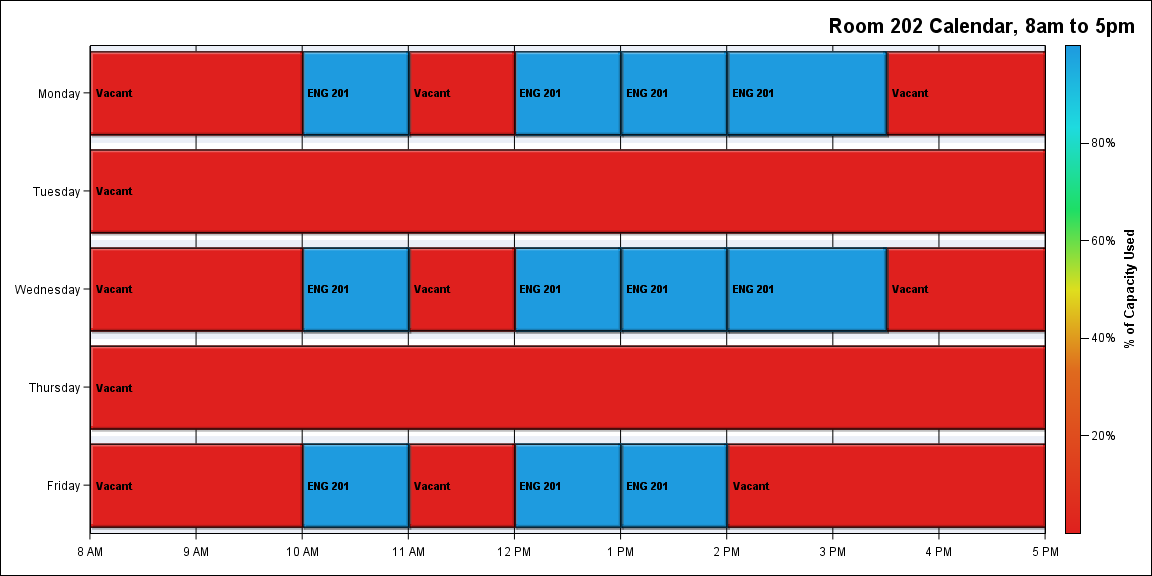 Room 202 Calendar, 8am to 5pm
Monday Vacant ENG 201 Vacant ENG 201 ENG 201 ENG 201 Vacant
Tuesday Vacant
Wednesday Vacant ENG 201 Vacant ENG 201 ENG 201 ENG 201 Vacant
Thursday Vacant
Friday Vacant ENG 201 Vacant ENG 201 ENG 201 Vacant
8 AM 9 AM 10 AM 11 AM 12 PM 1 PM 2 PM 3 PM 4 PM 5 PM
80%
60%
40%
20%
% of Capacity Used